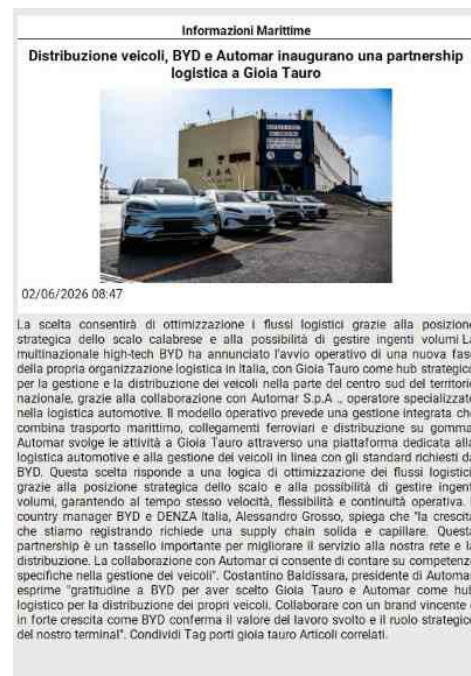 Informazioni Marittime
Distribuzione veicoli, BYD e Automar inaugurano una partnership
logistica a Gioia Tauro
02/06/2026 08:47
La scelta consentirà di ottimizzazione i flussi logistici grazie alla posizione
strategica dello scalo calabrese e alla possibilità di gestire ingenti volumi La
multinazionale high-tech BYD ha annunciato l'avvio operativo di una nuova fas
della propria organizzazione logistica in Italia, con Gioia Tauro come hub strategico
per la gestione e la distribuzione dei veicoli nella parte del centro sud del territorio
nazionale, grazie alla collaborazione con Automar S.p.A ., operatore specializzato
nella logistica automotive. Il modello operativo prevede una gestione integrata che
combina trasporto marittimo, collegamenti ferroviari e distribuzione su gomma.
Automar svolge le attività a Gioia Tauro attraverso una piattaforma dedicata alla
logistica automotive e alla gestione dei veicoli in linea con gli standard richiesti da
BYD. Questa scelta risponde a una logica di ottimizzazione dei flussi logistici,
grazie alla posizione strategica dello scalo e alla possibilità di gestire ingenti
volumi, garantendo al tempo stesso velocità, flessibilità e continuità operativa.
country manager BYD e DENZA Italia, Alessandro Grosso, spiega che "la crescita
che stiamo registrando richiede una supply chain solida e capillare. Questa
partnership è un tassello importante per migliorare il servizio alla nostra rete e la
distribuzione. La collaborazione con Automar ci consente di contare su competenze
specifiche nella gestione dei veicoli". Costantino Baldissara, presidente di Automar
esprime "gratitudine a BYD per aver scelto Gioia Tauro e Automar come hub
logistico per la distribuzione dei propri veicoli. Collaborare con un brand vincente e
in forte crescita come BYD conferma il valore del lavoro svolto e il ruolo strategico
del nostro terminal". Condividi Tag porti gioia tauro Articoli correlati.